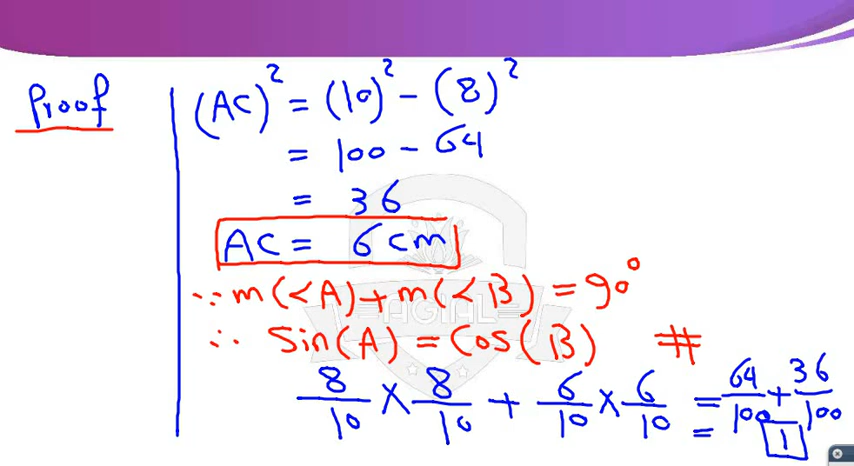 Proof
(AC)² = (10)² - (8)²
= 100 - 64
= 36
AC = 6 cm
∵ m(<A) + m(<B) = 90°
∴ Sin(A) = Cos(B) #
8/10 × 8/10 + 6/10 × 6/10 = 64/100 + 36/100
= 1
AGIAL